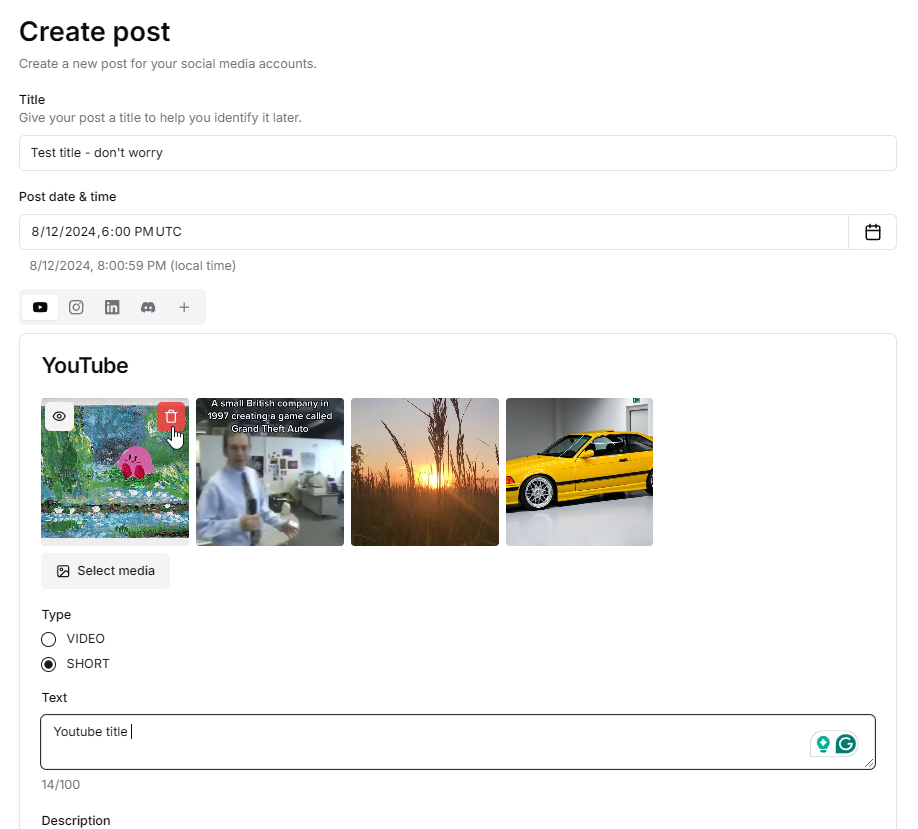 Create post
Create a new post for your social media accounts.
Title
Give your post a title to help you identify it later.
Test title - don't worry
Post date & time
8/12/2024, 6:00 PM UTC
8/12/2024, 8:00:59 PM (local time)
YouTube
A small British company in
1997 creating a game called
Grand Theft Auto
Select media
Type
VIDEO
SHORT
Text
Youtube title
14/100
Description